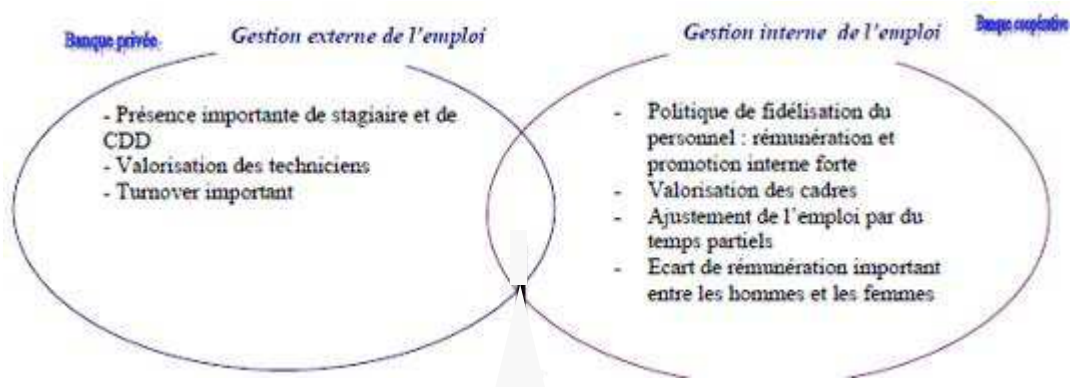 Banque privée
Gestion externe de l'emploi
- Présence importante de stagiaire et de
CDD
- Valorisation des techniciens
- Turnover important
Gestion interne de l'emploi
Banque coopérative
- Politique de fidélisation du
personnel : rémunération et
promotion interne forte
- Valorisation des cadres
- Ajustement de l'emploi par du
temps partiels
- Ecart de rémunération important
entre les hommes et les femmes